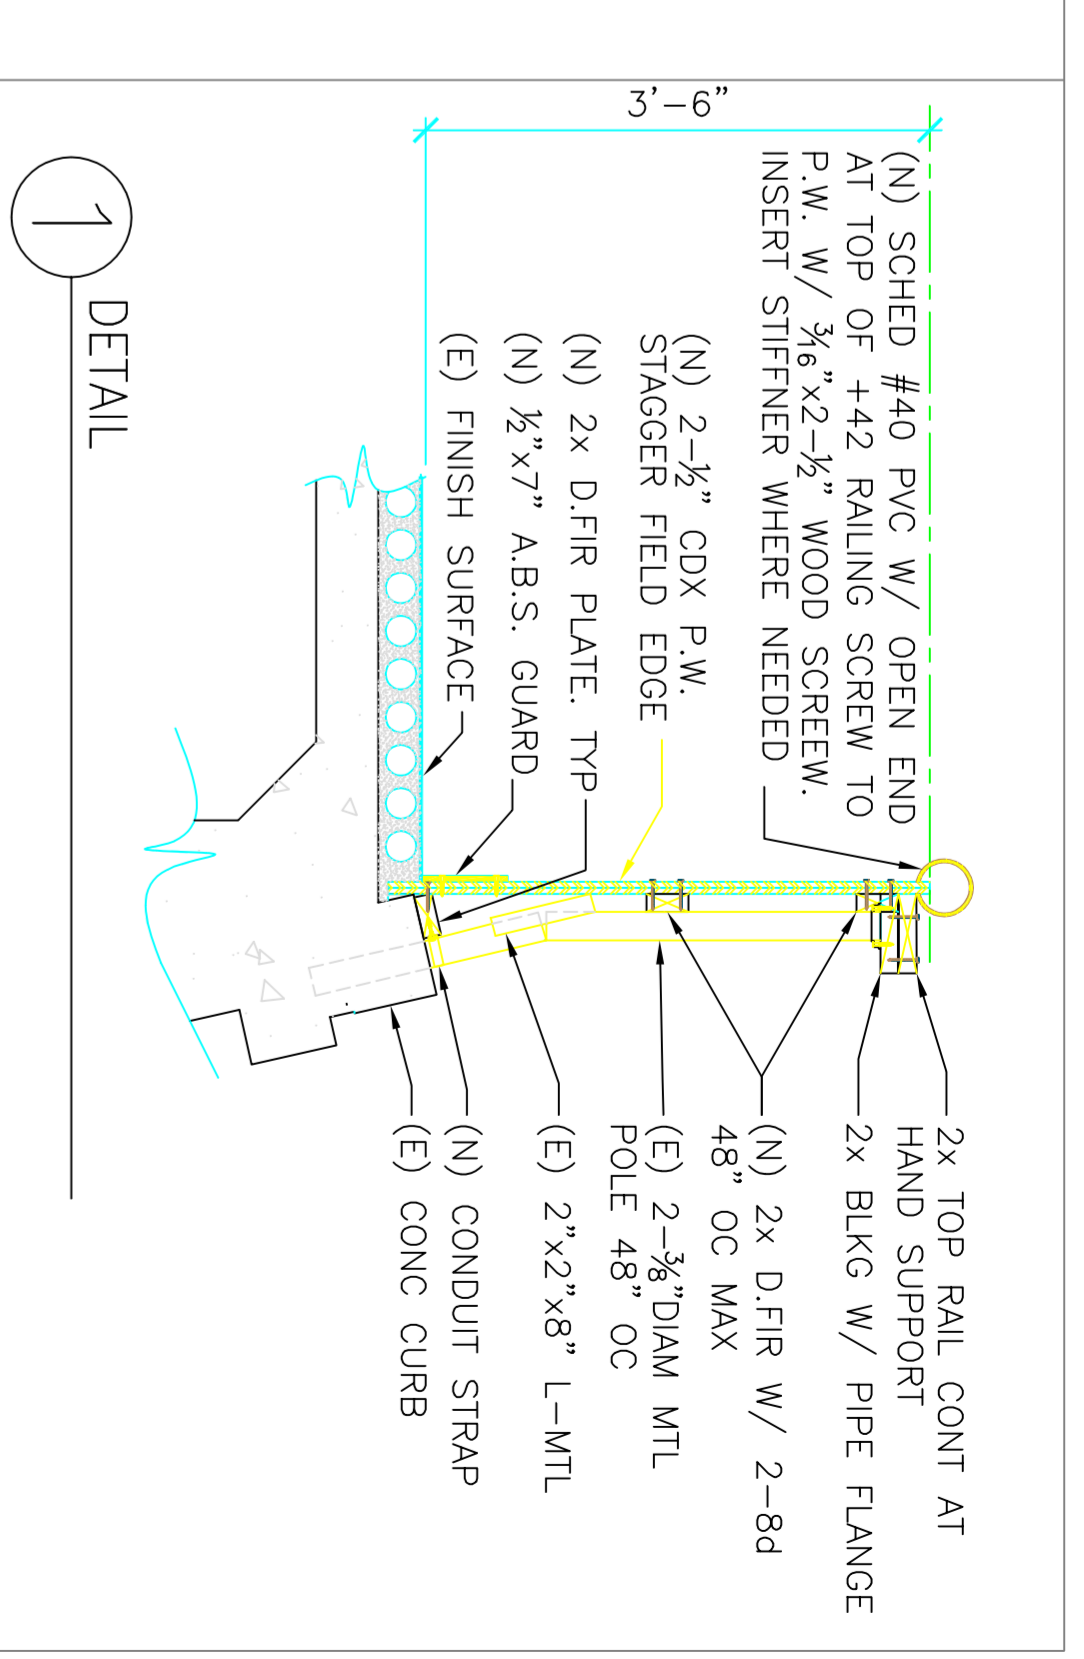 3'-6"
(N) SCHED #40 PVC W/ OPEN END
AT TOP OF +42 RAILING SCREW TO
P.W. W/ 3/16"x2-1/2" WOOD SCREEW.
INSERT STIFFNER WHERE NEEDED
(N) 2-1/2" CDX P.W.
STAGGER FIELD EDGE
(N) 2x D.FIR PLATE. TYP
(N) 1/2"x7" A.B.S. GUARD
(E) FINISH SURFACE
2x TOP RAIL CONT AT
HAND SUPPORT
2x BLKG W/ PIPE FLANGE
(N) 2x D.FIR W/ 2-8d
48" OC MAX
(E) 2-3/8"DIAM MTL
POLE 48" OC
(E) 2"x2"x8" L-MTL
(N) CONDUIT STRAP
(E) CONC CURB
1
DETAIL